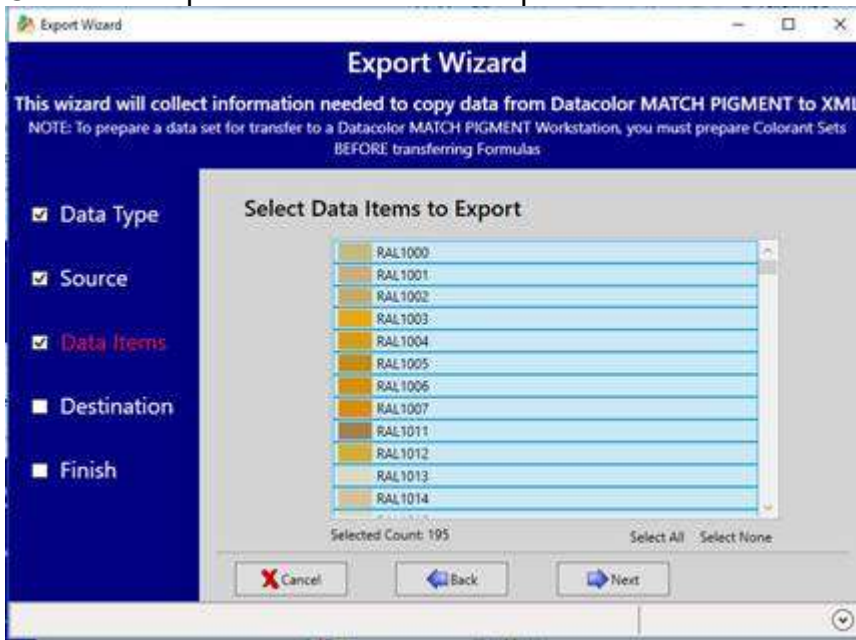 Export Wizard
Export Wizard
This wizard will collect information needed to copy data from Datacolor MATCH PIGMENT to XML
NOTE: To prepare a data set for transfer to a Datacolor MATCH PIGMENT Workstation, you must prepare Colorant Sets
BEFORE transferring Formulas
Data Type
Source
Data Items
Destination
Finish
Select Data Items to Export
RAL1000
RAL1001
RAL1002
RAL1003
RAL1004
RAL1005
RAL1006
RAL1007
RAL1011
RAL1012
RAL1013
RAL1014
Selected Count: 195
Select All Select None
Cancel Back Next